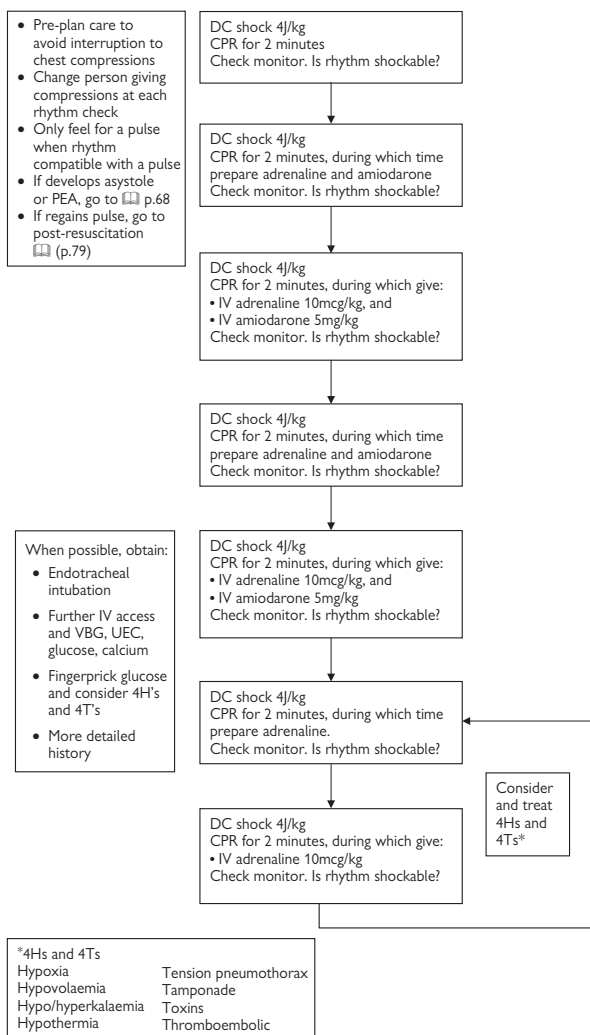 • Pre-plan care to
avoid interruption to
chest compressions
• Change person giving
compressions at each
rhythm check
• Only feel for a pulse
when rhythm
compatible with a pulse
• If develops asystole
or PEA, go to 📖 p.68
• If regains pulse, go to
post-resuscitation
📖 (p.79)
DC shock 4J/kg
CPR for 2 minutes
Check monitor. Is rhythm shockable?
DC shock 4J/kg
CPR for 2 minutes, during which time
prepare adrenaline and amiodarone
Check monitor. Is rhythm shockable?
DC shock 4J/kg
CPR for 2 minutes, during which give:
• IV adrenaline 10mcg/kg, and
• IV amiodarone 5mg/kg
Check monitor. Is rhythm shockable?
DC shock 4J/kg
CPR for 2 minutes, during which time
prepare adrenaline and amiodarone
Check monitor. Is rhythm shockable?
When possible, obtain:
• Endotracheal
intubation
• Further IV access
and VBG, UEC,
glucose, calcium
• Fingerprick glucose
and consider 4H's
and 4T's
• More detailed
history
DC shock 4J/kg
CPR for 2 minutes, during which give:
• IV adrenaline 10mcg/kg, and
• IV amiodarone 5mg/kg
Check monitor. Is rhythm shockable?
DC shock 4J/kg
CPR for 2 minutes, during which time
prepare adrenaline.
Check monitor. Is rhythm shockable?
Consider
and treat
4Hs and
4Ts*
DC shock 4J/kg
CPR for 2 minutes, during which give:
• IV adrenaline 10mcg/kg
Check monitor. Is rhythm shockable?
*4Hs and 4Ts
Hypoxia
Hypovolaemia
Hypo/hyperkalaemia
Hypothermia
Tension pneumothorax
Tamponade
Toxins
Thromboembolic